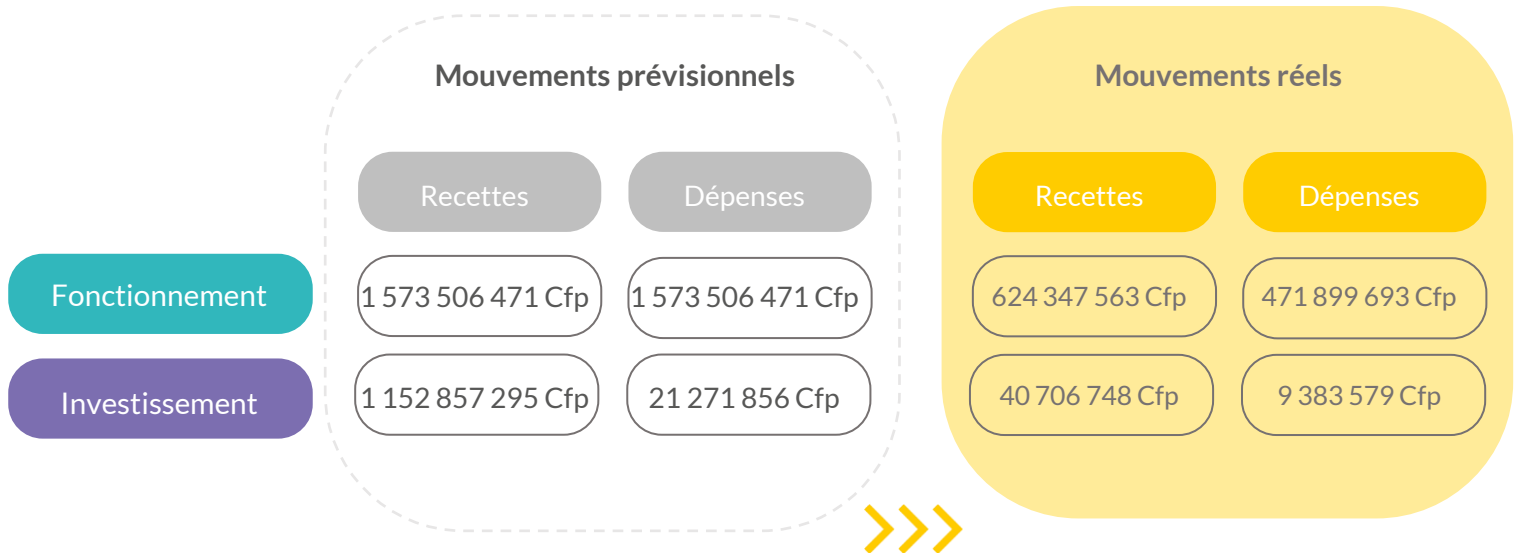 Mouvements prévisionnels Mouvements réels
Recettes Dépenses Recettes Dépenses
Fonctionnement 1 573 506 471 Cfp 1 573 506 471 Cfp 624 347 563 Cfp 471 899 693 Cfp
Investissement 1 152 857 295 Cfp 21 271 856 Cfp 40 706 748 Cfp 9 383 579 Cfp